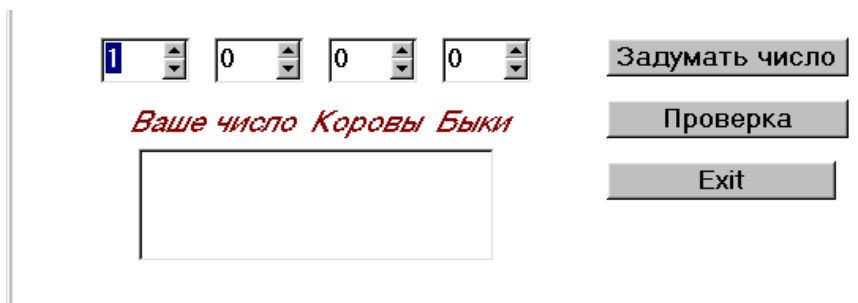 1 0 0 0 Задумать число
Ваше число Коровы Быки
Проверка
Exit